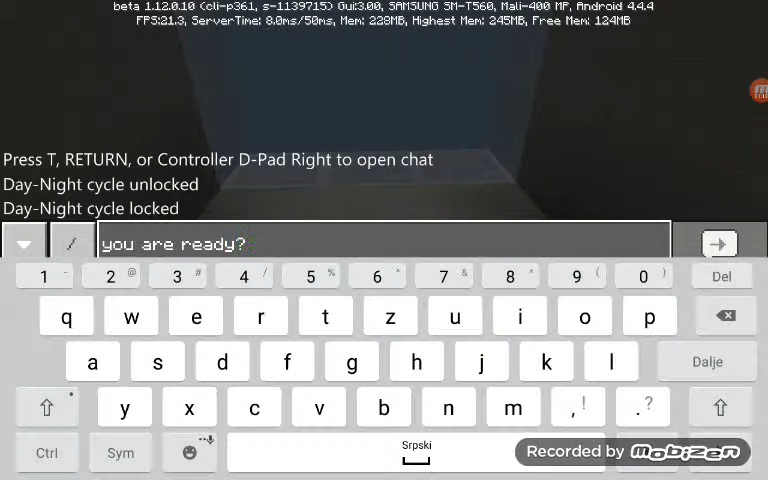 beta 1.12.0.10 (cli-p361, s-1139715) Gui:3.00, SAMSUNG SM-T560, Mali-400 MP, Android 4.4.4
FPS:21.3, ServerTime: 8.0ms/50ms, Mem: 228MB, Highest Mem: 245MB, Free Mem: 124MB
Press T, RETURN, or Controller D-Pad Right to open chat
Day-Night cycle unlocked
Day-Night cycle locked
/ you are ready?
1 - 2 @ 3 # 4 / 5 % 6 ^ 7 & 8 * 9 ( 0 ) Del
q w e r t z u i o p
a s d f g h j k l Dalje
y x c v b n m , ! . ?
Ctrl Sym Srpski
Recorded by Mobizen